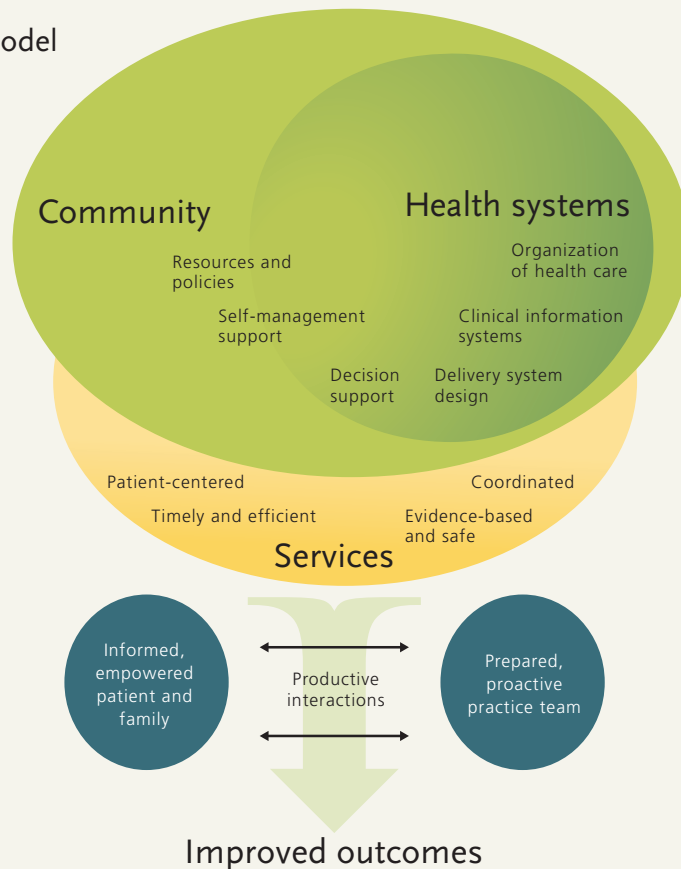 odel
Community
Health systems
Organization
of health care
Resources and
policies
Self-management
support
Clinical information
systems
Decision
support
Delivery system
design
Patient-centered
Coordinated
Timely and efficient
Evidence-based
and safe
Services
Informed,
empowered
patient and
family
Productive
interactions
Prepared,
proactive
practice team
Improved outcomes